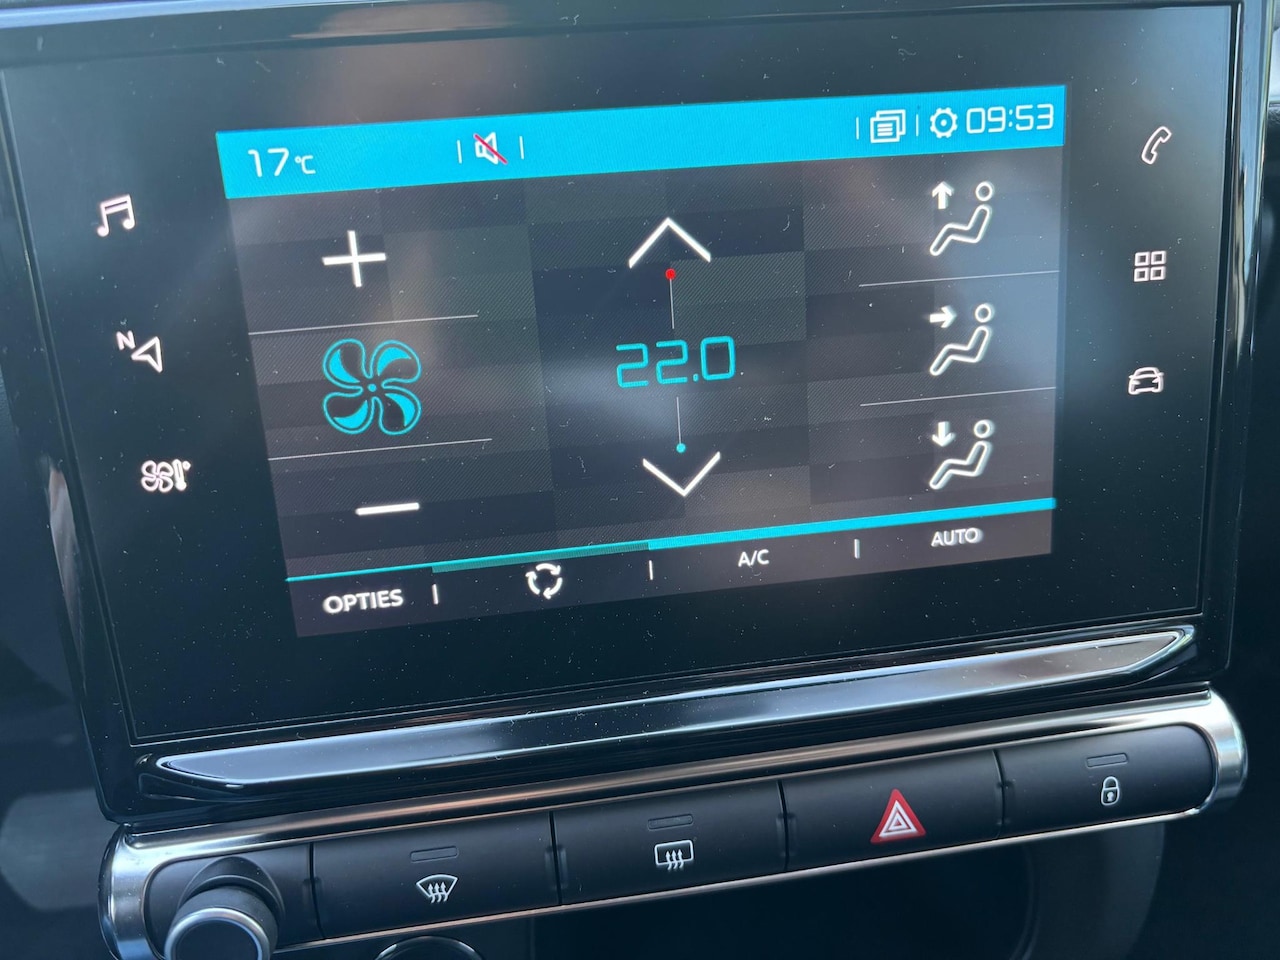 17°C
09:53
N
22.0
OPTIES
A/C
AUTO